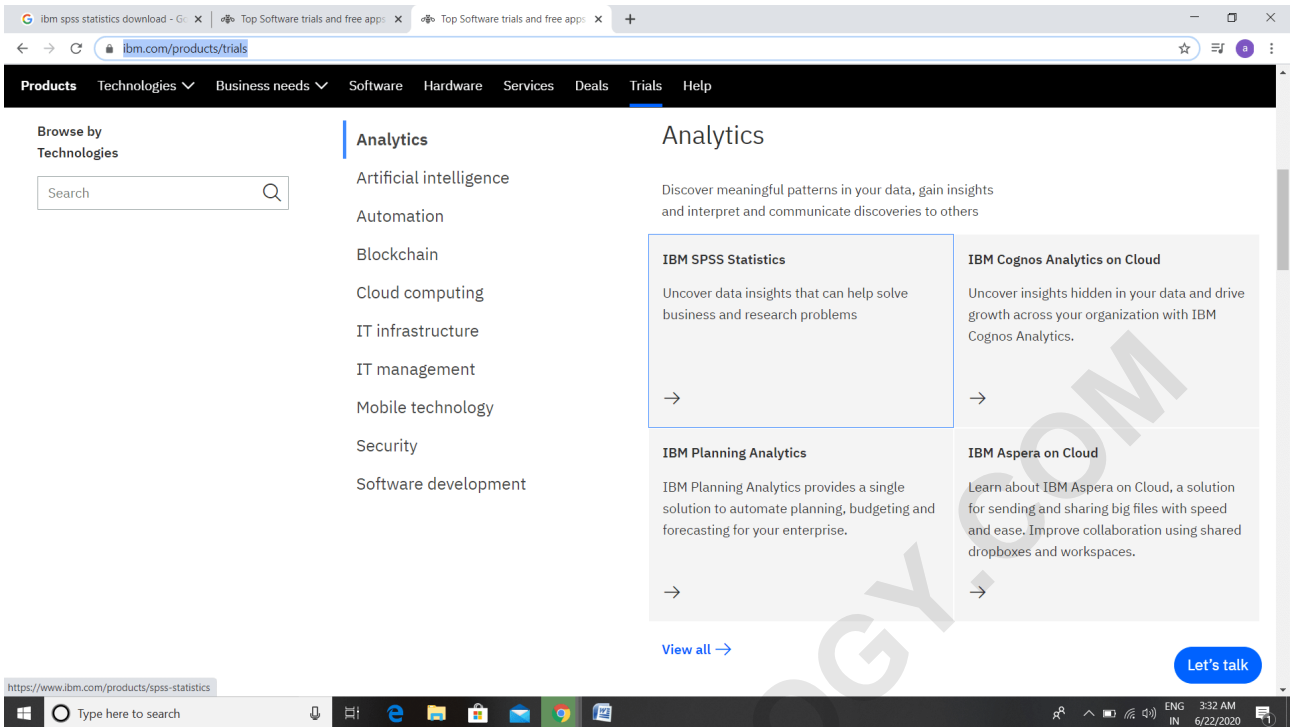 ibm spss statistics download - Go
Top Software trials and free apps
Top Software trials and free apps
ibm.com/products/trials
a
Products Technologies Business needs Software Hardware Services Deals Trials Help
Browse by
Technologies
Search
Analytics
Artificial intelligence
Automation
Blockchain
Cloud computing
IT infrastructure
IT management
Mobile technology
Security
Software development
Analytics
Discover meaningful patterns in your data, gain insights
and interpret and communicate discoveries to others
IBM SPSS Statistics
Uncover data insights that can help solve
business and research problems
IBM Cognos Analytics on Cloud
Uncover insights hidden in your data and drive
growth across your organization with IBM
Cognos Analytics.
IBM Planning Analytics
IBM Planning Analytics provides a single
solution to automate planning, budgeting and
forecasting for your enterprise.
IBM Aspera on Cloud
Learn about IBM Aspera on Cloud, a solution
for sending and sharing big files with speed
and ease. Improve collaboration using shared
dropboxes and workspaces.
View all
Let's talk
OGY.COM
https://www.ibm.com/products/spss-statistics
Type here to search
ENG
IN
3:32 AM
6/22/2020
1